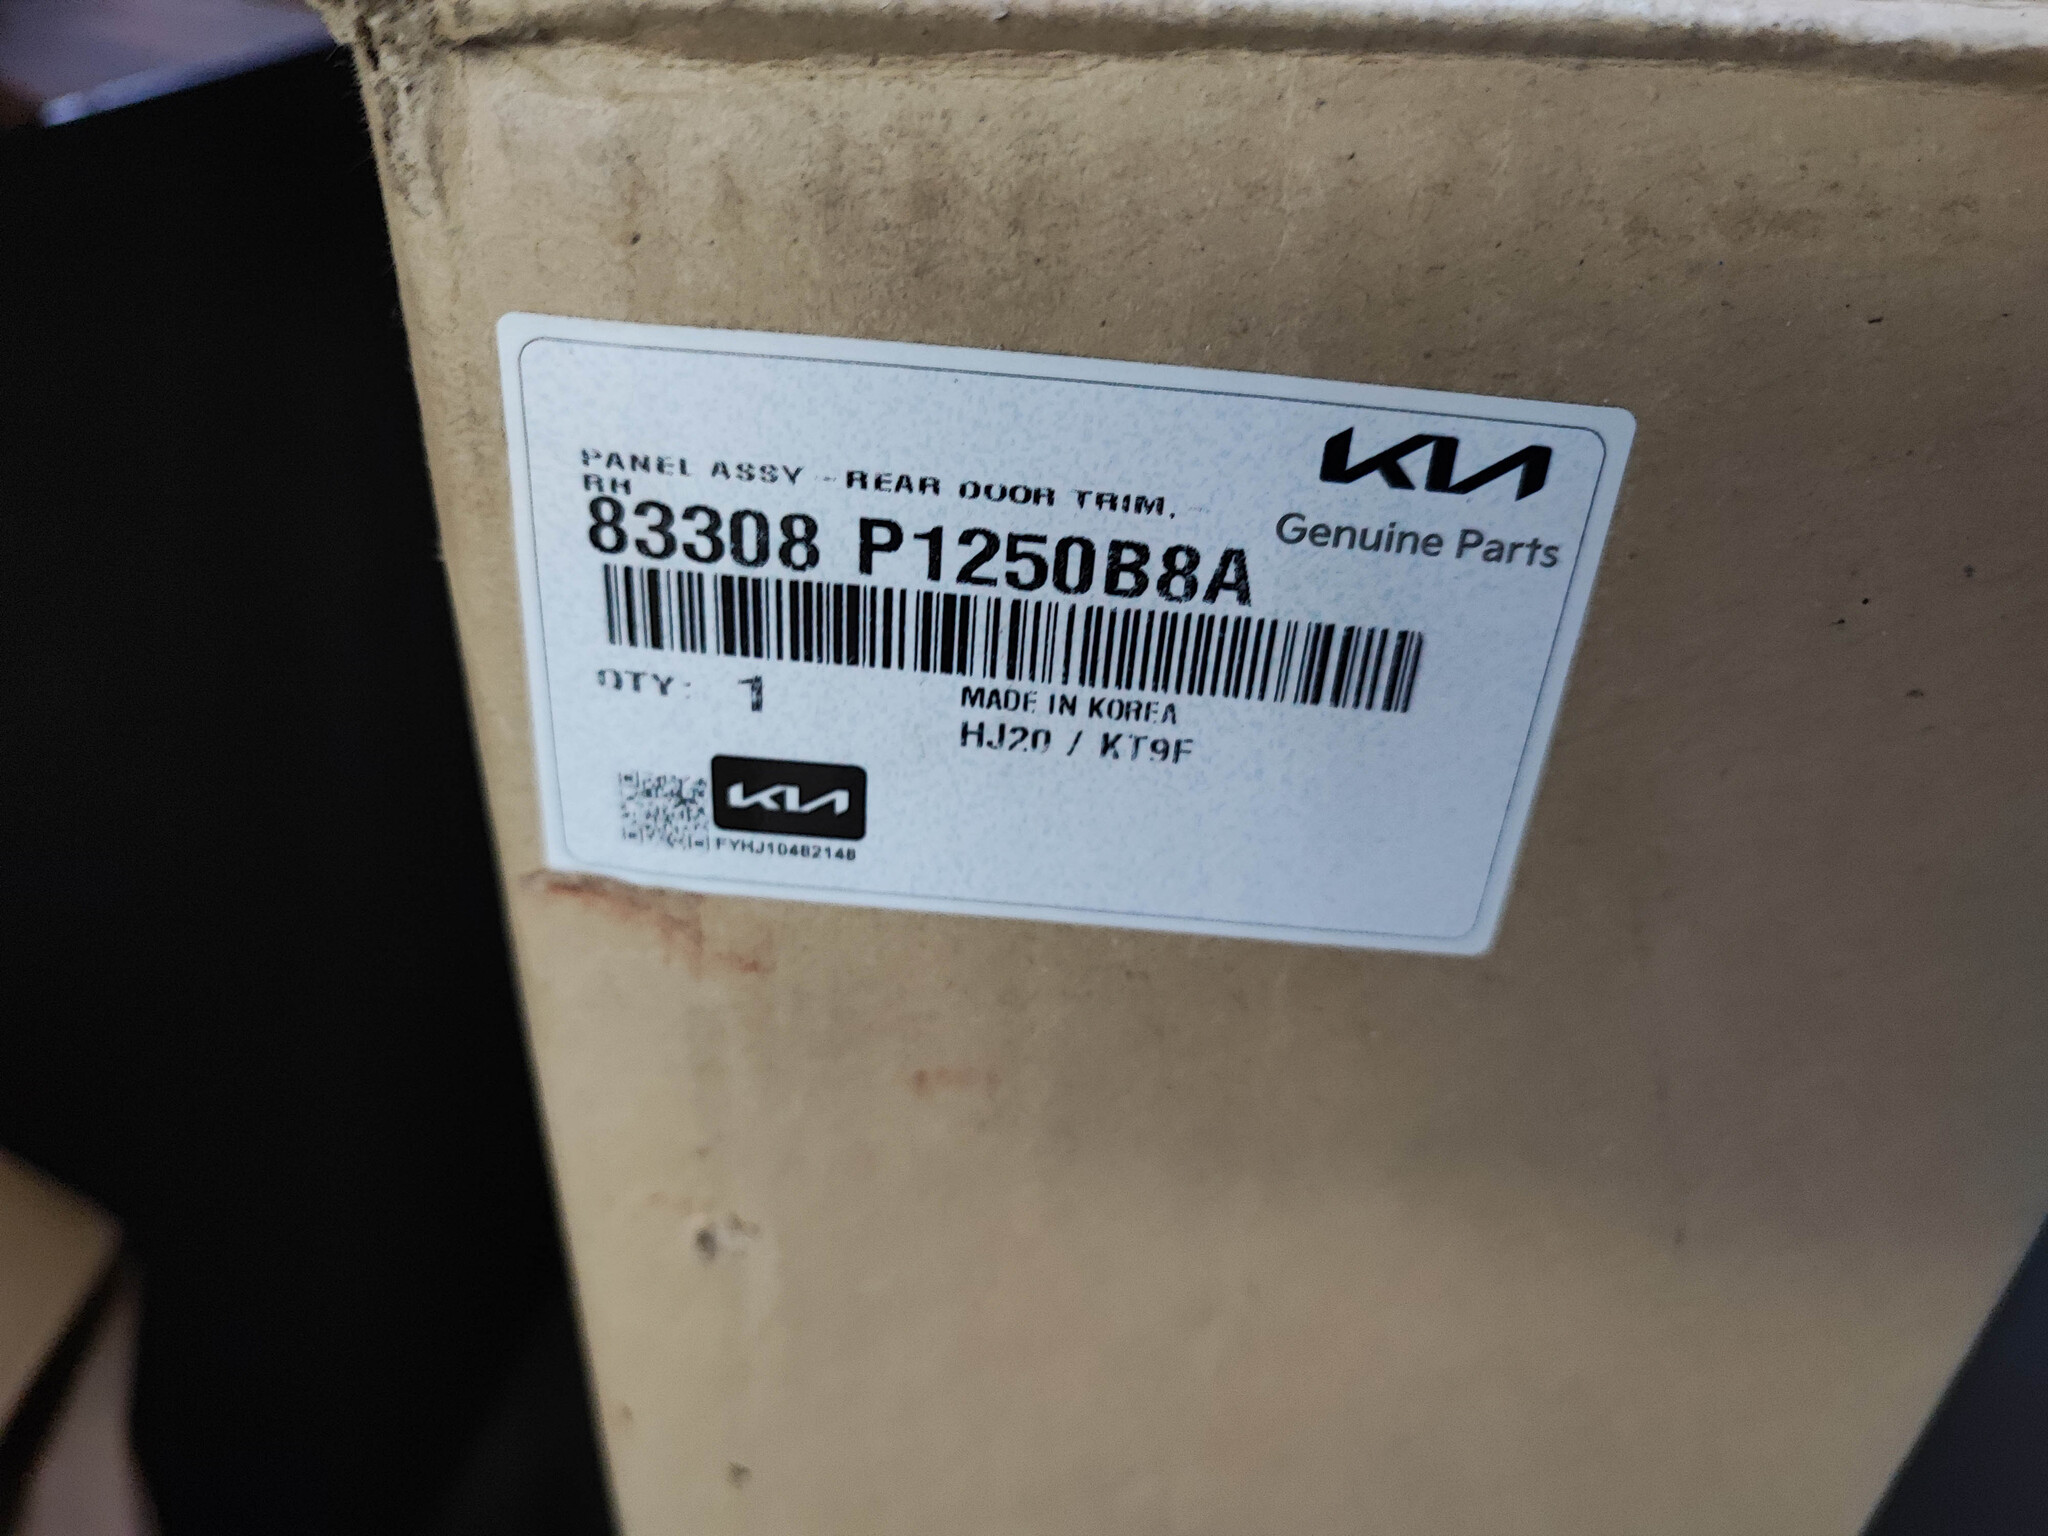 PANEL ASSY - REAR DOOR TRIM,
RH
KIA
Genuine Parts
83308 P1250B8A
QTY: 1
MADE IN KOREA
HJ20 / KT9F
KIA
FYHJ10482148